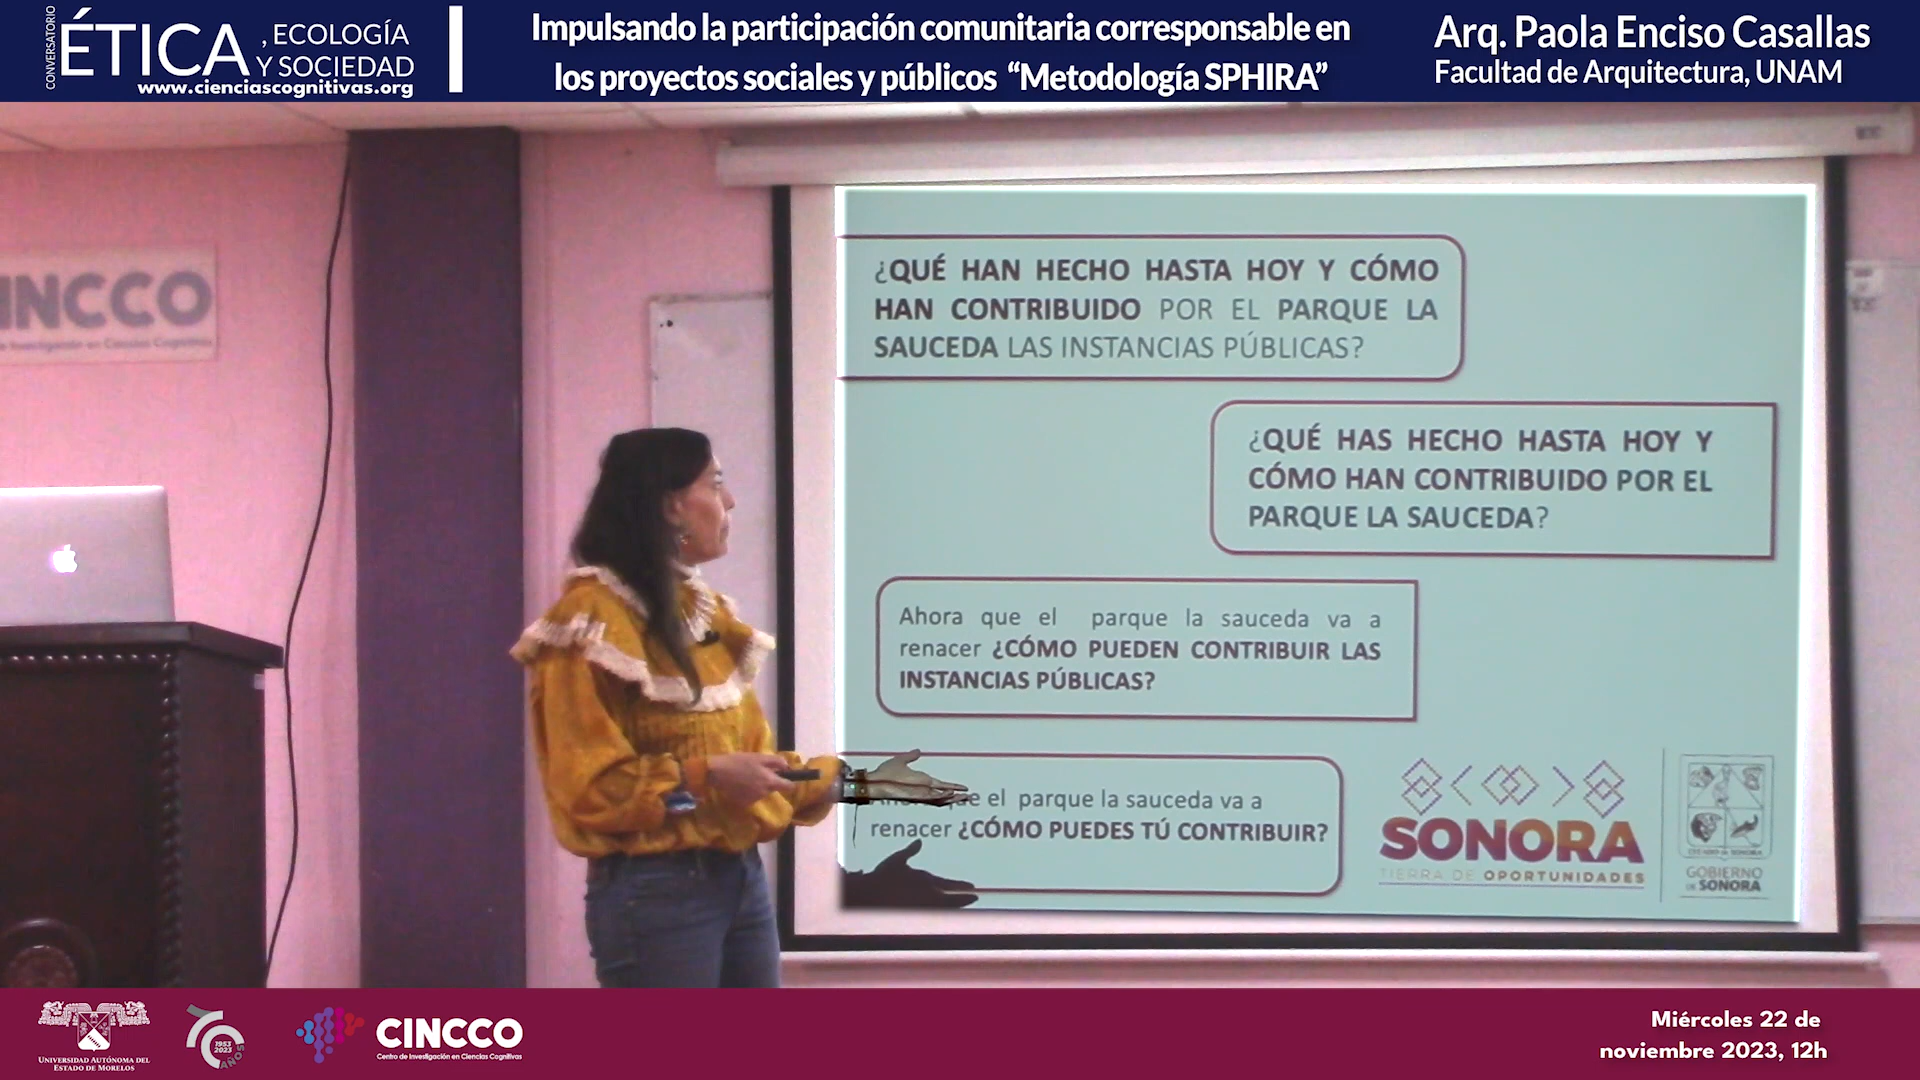 CONVERSATORIO
ÉTICA, ECOLOGÍA
Y SOCIEDAD
www.cienciascognitivas.org
Impulsando la participación comunitaria corresponsable en
los proyectos sociales y públicos “Metodología SPHIRA”
Arq. Paola Enciso Casallas
Facultad de Arquitectura, UNAM
INCCO
¿QUÉ HAN HECHO HASTA HOY Y CÓMO
HAN CONTRIBUIDO POR EL PARQUE LA
SAUCEDA LAS INSTANCIAS PÚBLICAS?
¿QUÉ HAS HECHO HASTA HOY Y
CÓMO HAN CONTRIBUIDO POR EL
PARQUE LA SAUCEDA?
Ahora que el parque la sauceda va a
renacer ¿CÓMO PUEDEN CONTRIBUIR LAS
INSTANCIAS PÚBLICAS?
el parque la sauceda va a
renacer ¿CÓMO PUEDES TÚ CONTRIBUIR?
SONORA
TIERRA DE OPORTUNIDADES
GOBIERNO
DE SONORA
UNIVERSIDAD AUTÓNOMA DEL
ESTADO DE MORELOS
70
1953
2023
AÑOS
CINCCO
Centro de Investigación en Ciencias Cognitivas
Miércoles 22 de
noviembre 2023, 12h